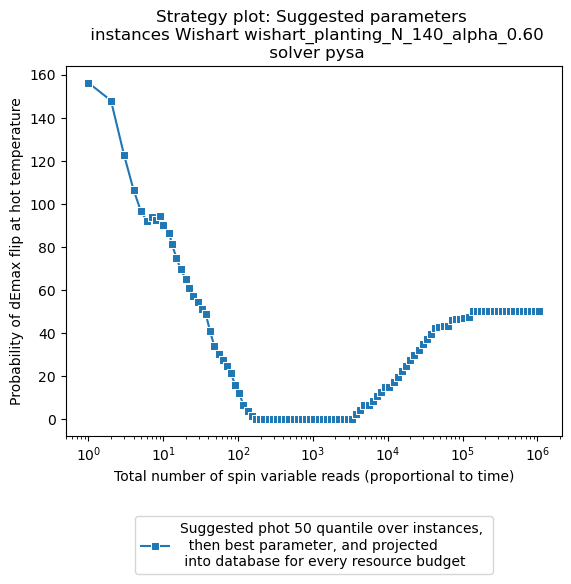 Strategy plot: Suggested parameters
instances Wishart wishart_planting_N_140_alpha_0.60
solver pysa
Probability of dEmax flip at hot temperature
160
140
120
100
80
60
40
20
0
10^0
10^1
10^2
10^3
10^4
10^5
10^6
Total number of spin variable reads (proportional to time)
Suggested phot 50 quantile over instances,
then best parameter, and projected
into database for every resource budget